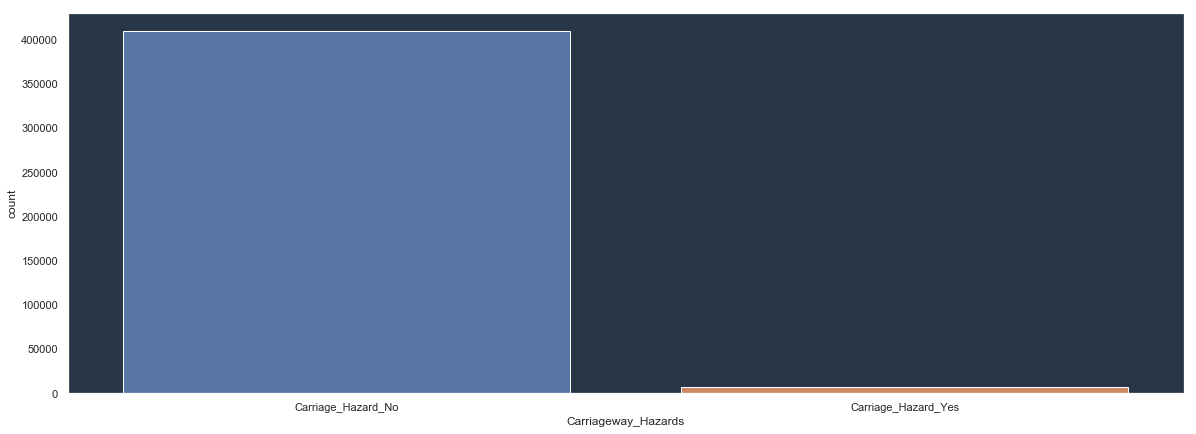 400000
350000
300000
250000
200000
150000
100000
50000
0
count
Carriage_Hazard_No
Carriage_Hazard_Yes
Carriageway_Hazards